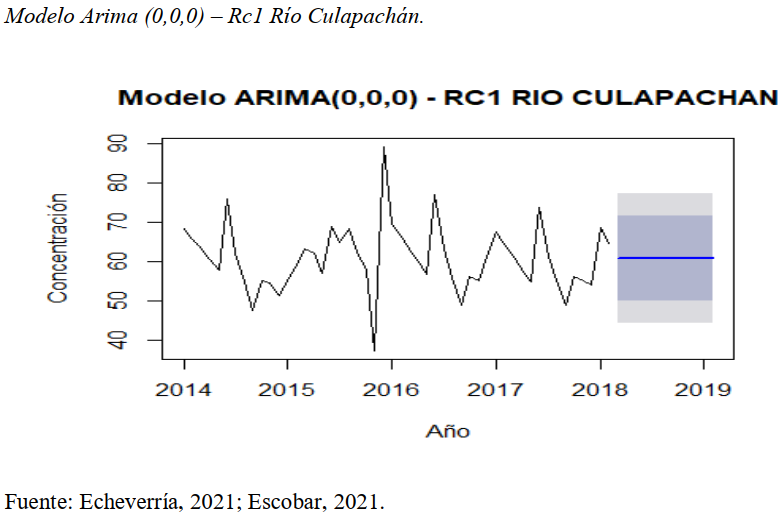 Modelo Arima (0,0,0) – Rc1 Río Culapachán.
Modelo ARIMA(0,0,0) - RC1 RIO CULAPACHAN
Concentración
90
80
70
60
50
40
2014 2015 2016 2017 2018 2019
Año
Fuente: Echeverría, 2021; Escobar, 2021.